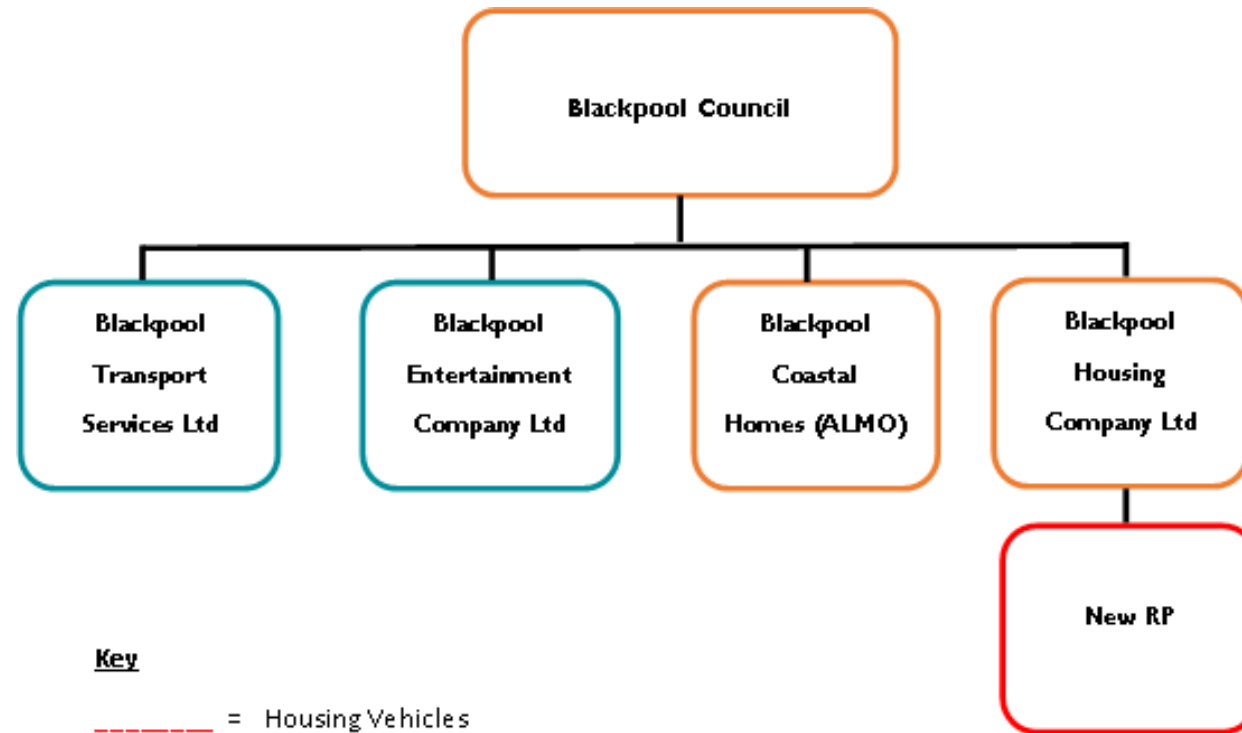 Blackpool Council
Blackpool
Transport
Services Ltd
Blackpool
Entertainment
Company Ltd
Blackpool
Coastal
Homes (ALMO)
Blackpool
Housing
Company Ltd
New RP
Key
________ = Housing Vehicles